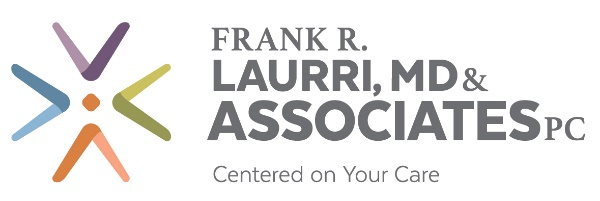 FRANK R.
LAURRI, MD &
ASSOCIATES PC
Centered on Your Care